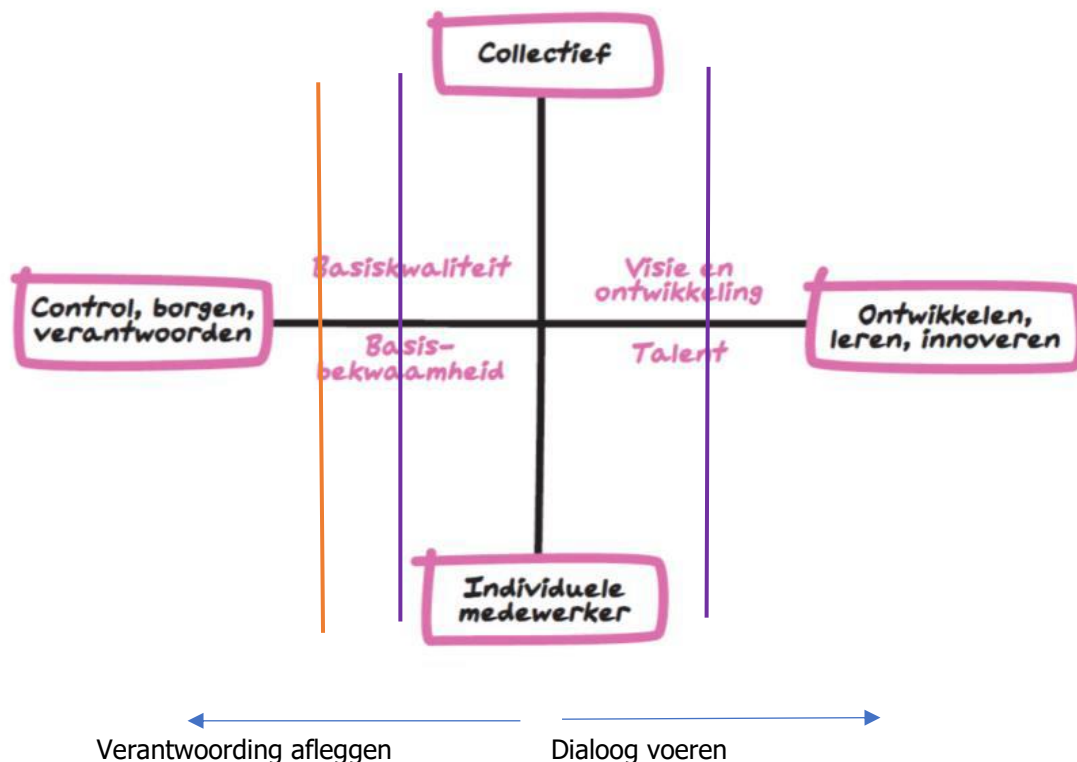 Collectief
Basiskwaliteit
Visie en
ontwikkeling
Control, borgen,
verantwoorden
Ontwikkelen,
leren, innoveren
Basis-
bekwaamheid
Talent
Individuele
medewerker
Verantwoording afleggen
Dialoog voeren